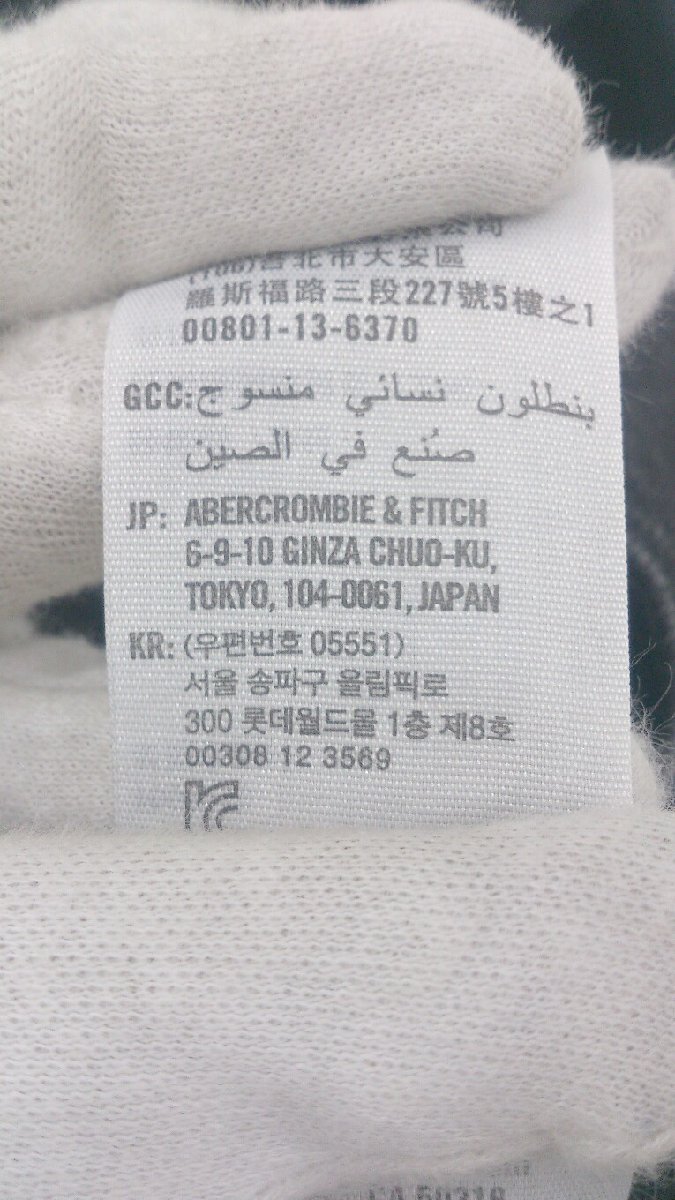 公司
(106)台北市大安區
羅斯福路三段227號5樓之1
00801-13-6370
GCC: بنطلون نسائي منسوج
صُنع في الصين
JP: ABERCROMBIE & FITCH
6-9-10 GINZA CHUO-KU,
TOKYO, 104-0061, JAPAN
KR: (우편번호 05551)
서울 송파구 올림픽로
300 롯데월드몰 1층 제8호
00308 12 3569